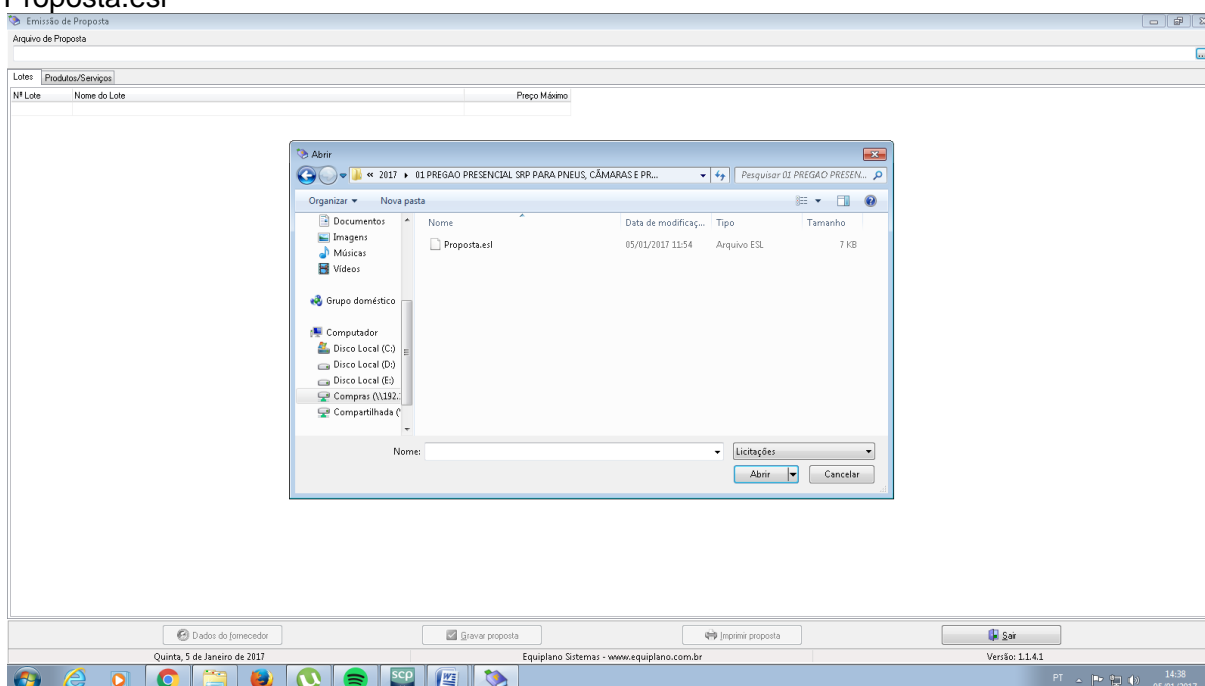 Proposta.esl
Emissão de Proposta
Arquivo de Proposta
...
Lotes Produtos/Serviços
Nº Lote Nome do Lote Preço Máximo
Abrir
« 2017 01 PREGAO PRESENCIAL SRP PARA PNEUS, CÂMARAS E PR... Pesquisar 01 PREGAO PRESEN...
Organizar Nova pasta
Documentos
Imagens
Músicas
Vídeos
Grupo doméstico
Computador
Disco Local (C:)
Disco Local (D:)
Disco Local (E:)
Compras (\\192.
Compartilhada (
Nome Data de modificaç... Tipo Tamanho
Proposta.esl 05/01/2017 11:54 Arquivo ESL 7 KB
Nome: Licitações
Abrir Cancelar
Dados do fornecedor Gravar proposta Imprimir proposta Sair
Quinta, 5 de Janeiro de 2017 Equiplano Sistemas - www.equiplano.com.br Versão: 1.1.4.1
SCP PT 14:38
05/01/2017